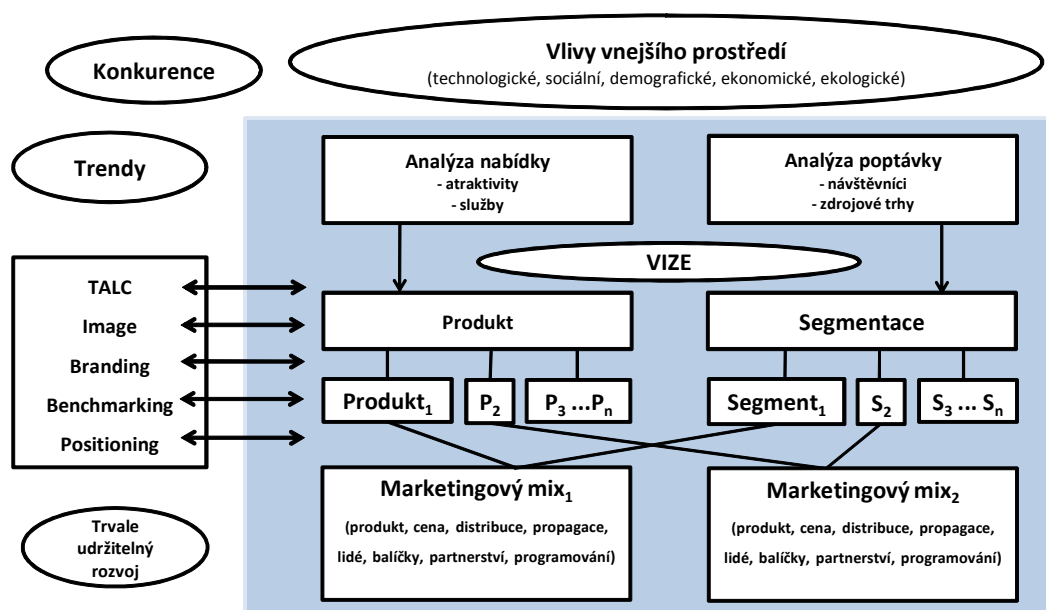 Vlivy vnejšího prostředí
(technologické, sociální, demografické, ekonomické, ekologické)
Konkurence
Trendy
Analýza nabídky
- atraktivity
- služby
Analýza poptávky
- návštěvníci
- zdrojové trhy
VIZE
TALC
Image
Branding
Benchmarking
Positioning
Produkt
Segmentace
Produkt₁
P₂
P₃ ...Pₙ
Segment₁
S₂
S₃ ... Sₙ
Marketingový mix₁
(produkt, cena, distribuce, propagace,
lidé, balíčky, partnerství, programování)
Marketingový mix₂
(produkt, cena, distribuce, propagace,
lidé, balíčky, partnerství, programování)
Trvale
udržitelný
rozvoj